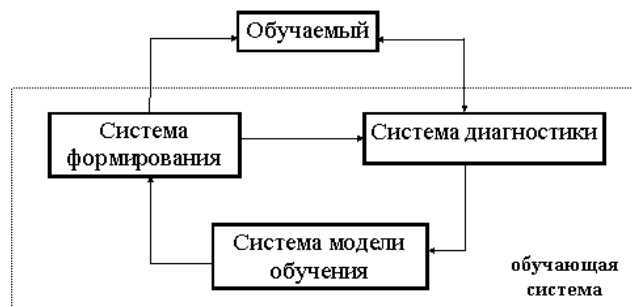 Обучаемый
Система
формирования
Система диагностики
Система модели
обучения
обучающая
система